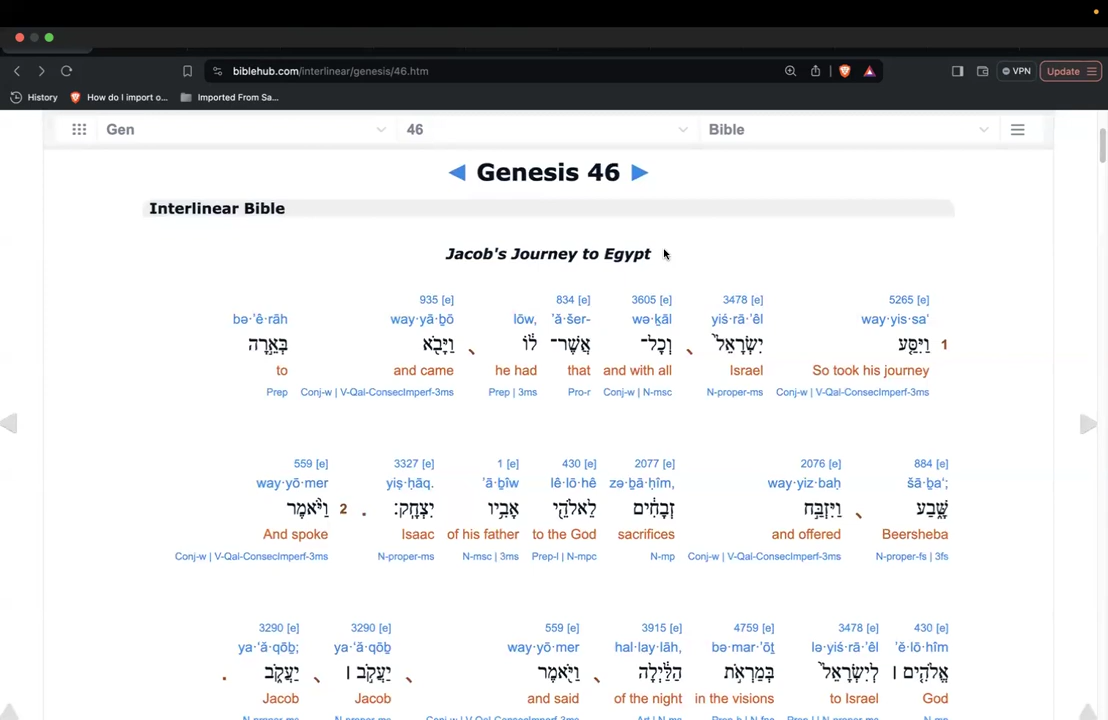 biblehub.com/interlinear/genesis/46.htm
VPN
Update
History
How do I import o...
Imported From Sa...
Gen
46
Bible
Genesis 46
Interlinear Bible
Jacob's Journey to Egypt
935 [e] 834 [e] 3605 [e] 3478 [e] 5265 [e]
bə·’ê·rāh way·yā·ḇō lōw, ’ă·šer- wə·ḵāl yiś·rā·’êl way·yis·sa‘
1 וַיִּסַּ֤ע יִשְׂרָאֵל֙ 、 וְכָל־ אֲשֶׁר־ ל֔וֹ 、 וַיָּבֹ֖א בְּאֵ֣רָה
to and came he had that and with all Israel So took his journey
Prep Conj-w | V-Qal-ConsecImperf-3ms Prep | 3ms Pro-r Conj-w | N-msc N-proper-ms Conj-w | V-Qal-ConsecImperf-3ms
559 [e] 3327 [e] 1 [e] 430 [e] 2077 [e] 2076 [e] 884 [e]
way·yō·mer yiṣ·ḥāq. ’ā·ḇîw lê·lō·hê zə·ḇā·ḥîm, way·yiz·baḥ šā·ḇa‘;
שָּׁ֑בַע 、 וַיִּזְבַּ֣ח זְבָחִ֔ים לֵאלֹהֵ֖י אָבִ֥יו יִצְחָֽק׃ . 2 וַיֹּ֨אמֶר
And spoke Isaac of his father to the God sacrifices and offered Beersheba
Conj-w | V-Qal-ConsecImperf-3ms N-proper-ms N-msc | 3ms Prep-l | N-mpc N-mp Conj-w | V-Qal-ConsecImperf-3ms N-proper-fs | 3fs
3290 [e] 3290 [e] 559 [e] 3915 [e] 4759 [e] 3478 [e] 430 [e]
ya·‘ă·qōḇ; ya·‘ă·qōḇ way·yō·mer hal·lay·lāh, bə·mar·’ōṯ lə·yiś·rā·’êl ’ĕ·lō·hîm
אֱלֹהִ֤ים ׀ לְיִשְׂרָאֵל֙ בְּמַרְאֹ֣ת הַלַּ֔יְלָה 、 וַיֹּ֖אמֶר 、 יַעֲקֹ֣ב ׀ 、 יַעֲקֹ֑ב .
Jacob Jacob and said of the night in the visions to Israel God